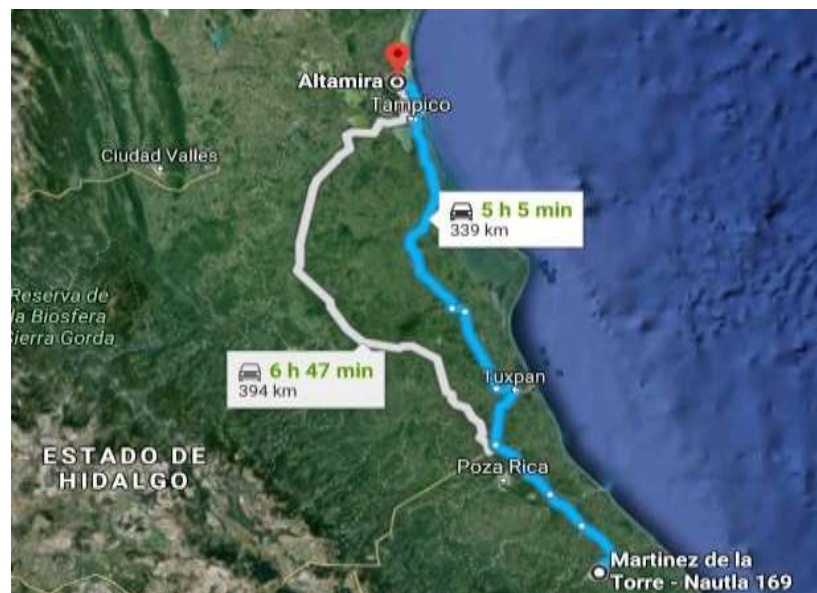 Altamira
Tampico
Ciudad Valles
5 h 5 min
339 km
Reserva de
la Biosfera
Sierra Gorda
6 h 47 min
394 km
Tuxpan
ESTADO DE
HIDALGO
Poza Rica
Martinez de la
Torre - Nautla 169